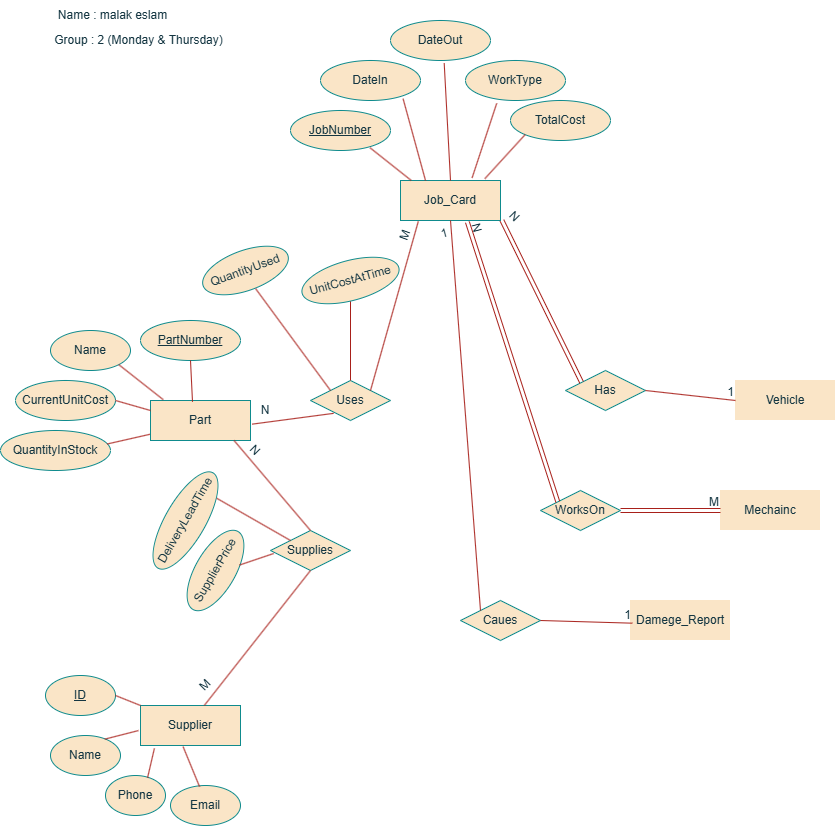 Name : malak eslam
Group : 2 (Monday & Thursday)
DateOut
DateIn
WorkType
JobNumber
TotalCost
Job_Card
M
1
N
N
QuantityUsed
UnitCostAtTime
Name
PartNumber
CurrentUnitCost
QuantityInStock
Part
N
Uses
Has
1
Vehicle
N
DeliveryLeadTime
SupplierPrice
Supplies
WorksOn
M
Mechainc
Caues
1
Damege_Report
M
ID
Supplier
Name
Phone
Email